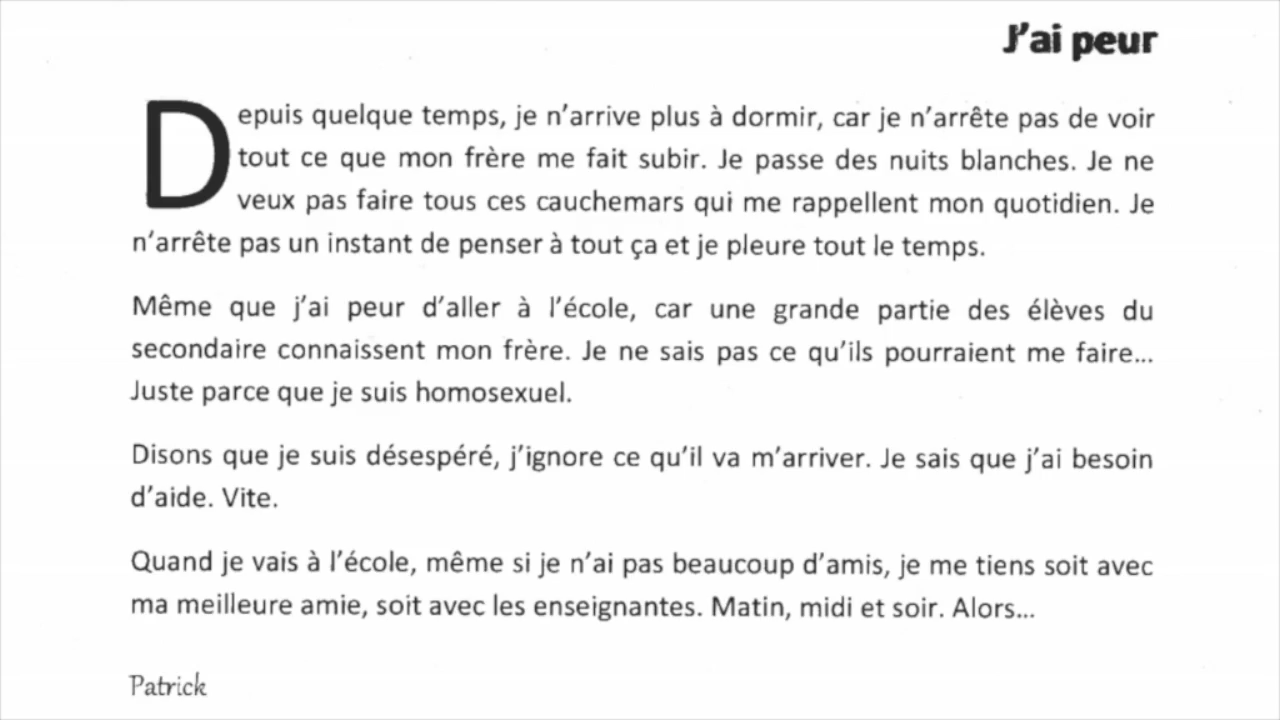 J'ai peur
Depuis quelque temps, je n'arrive plus à dormir, car je n'arrête pas de voir
tout ce que mon frère me fait subir. Je passe des nuits blanches. Je ne
veux pas faire tous ces cauchemars qui me rappellent mon quotidien. Je
n'arrête pas un instant de penser à tout ça et je pleure tout le temps.
Même que j'ai peur d'aller à l'école, car une grande partie des élèves du
secondaire connaissent mon frère. Je ne sais pas ce qu'ils pourraient me faire...
Juste parce que je suis homosexuel.
Disons que je suis désespéré, j'ignore ce qu'il va m'arriver. Je sais que j'ai besoin
d'aide. Vite.
Quand je vais à l'école, même si je n'ai pas beaucoup d'amis, je me tiens soit avec
ma meilleure amie, soit avec les enseignantes. Matin, midi et soir. Alors...
Patrick